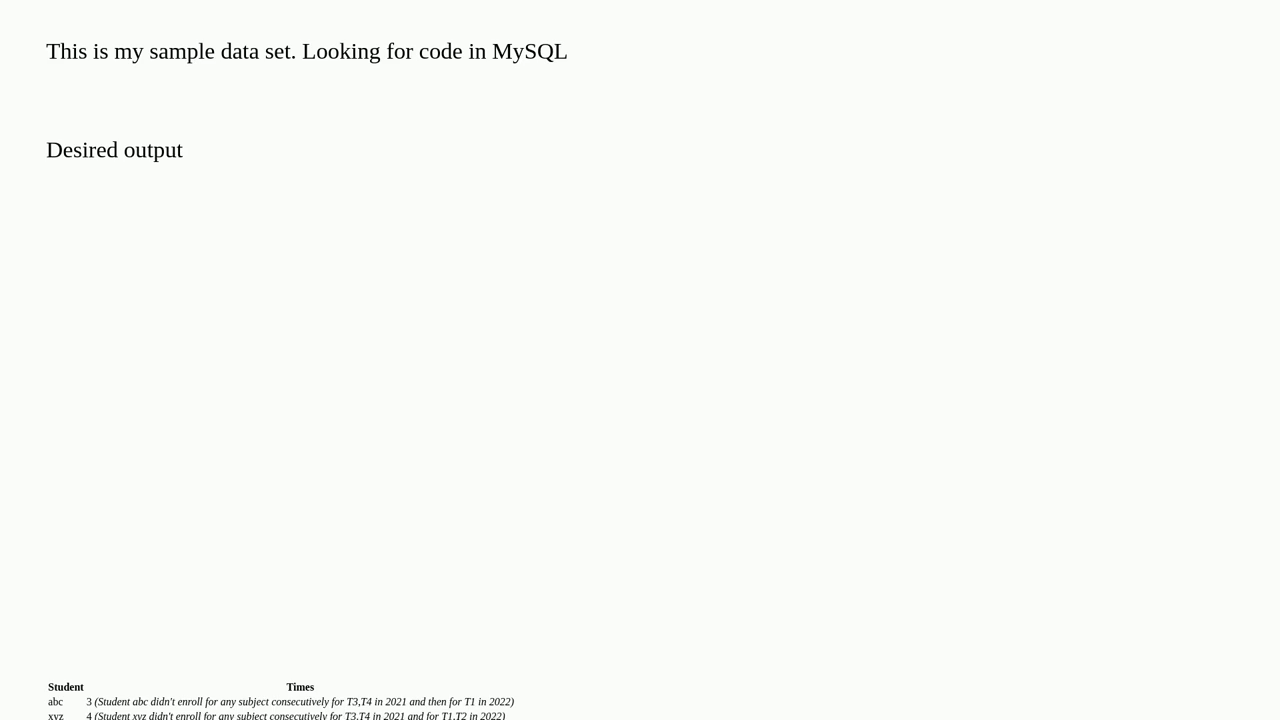 This is my sample data set. Looking for code in MySQL
Desired output
Student Times
abc 3 (Student abc didn't enroll for any subject consecutively for T3,T4 in 2021 and then for T1 in 2022)
xyz 4 (Student xyz didn't enroll for any subject consecutively for T3,T4 in 2021 and for T1,T2 in 2022)